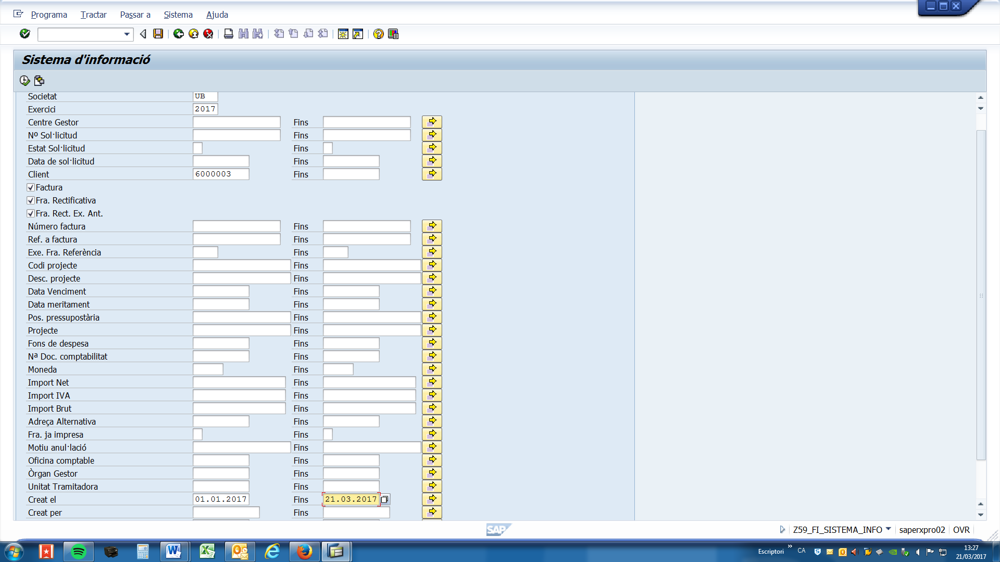 Programa Tractar Passar a Sistema Ajuda
Sistema d'informació
Societat UB
Exercici 2017
Centre Gestor Fins
Nº Sol·licitud Fins
Estat Sol·licitud Fins
Data de sol·licitud Fins
Client 6000003 Fins
Factura
Fra. Rectificativa
Fra. Rect. Ex. Ant.
Número factura Fins
Ref. a factura Fins
Exe. Fra. Referència Fins
Codi projecte Fins
Desc. projecte Fins
Data Venciment Fins
Data meritament Fins
Pos. pressupostària Fins
Projecte Fins
Fons de despesa Fins
Nª Doc. comptabilitat Fins
Moneda Fins
Import Net Fins
Import IVA Fins
Import Brut Fins
Adreça Alternativa Fins
Fra. ja impresa Fins
Motiu anul·lació Fins
Oficina comptable Fins
Òrgan Gestor Fins
Unitat Tramitadora Fins
Creat el 01.01.2017 Fins 21.03.2017
Creat per Fins
SAP
Z59_FI_SISTEMA_INFO saperxpro02 OVR
Escriptori » CA 13:27
21/03/2017